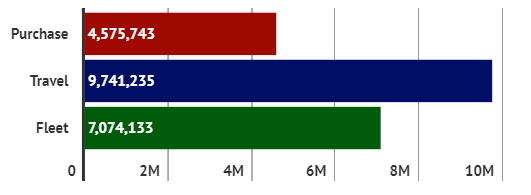 Purchase 4,575,743
Travel 9,741,235
Fleet 7,074,133
0 2M 4M 6M 8M 10M